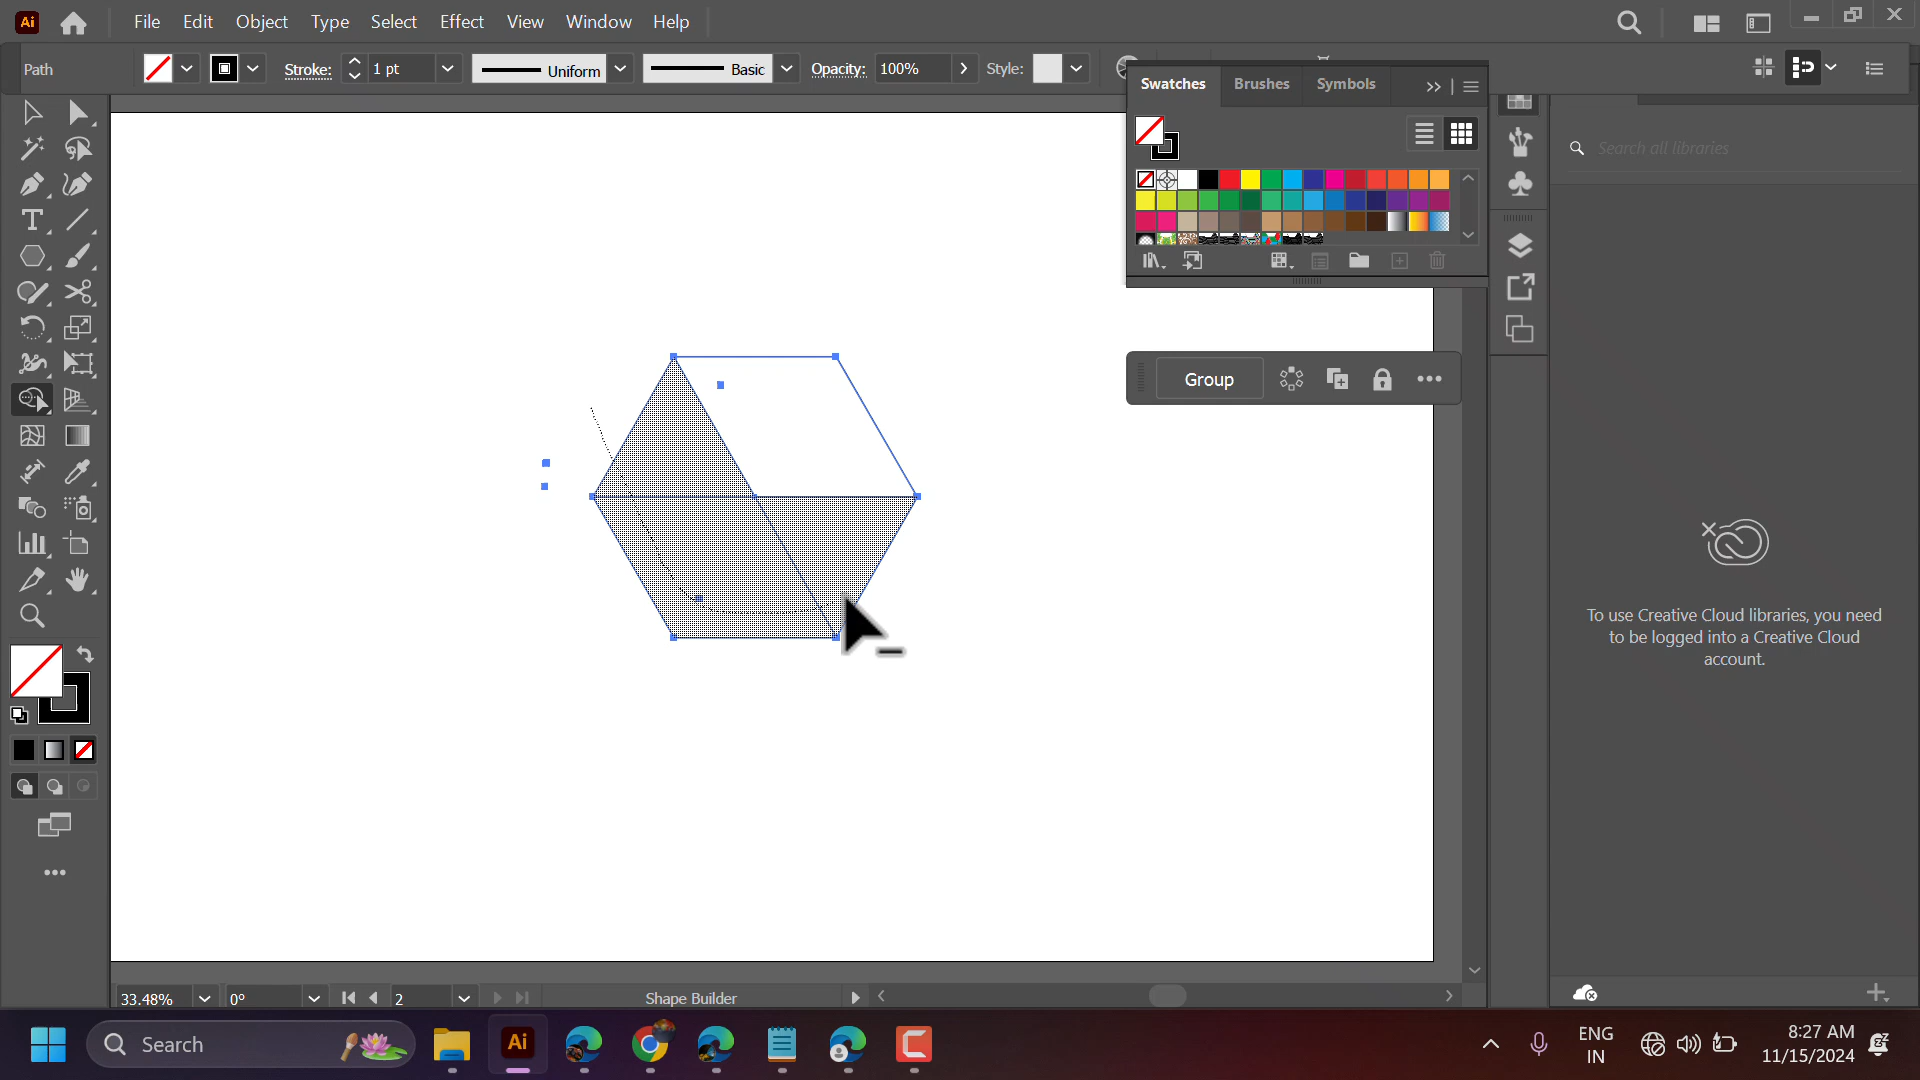 Ai File Edit Object Type Select Effect View Window Help
Path Stroke: 1 pt Uniform Basic Opacity: 100% Style:
Swatches Brushes Symbols
Search all libraries
Group
To use Creative Cloud libraries, you need
to be logged into a Creative Cloud
account.
33.48% 0° 2 Shape Builder
Search Ai ENG
IN
8:27 AM
11/15/2024